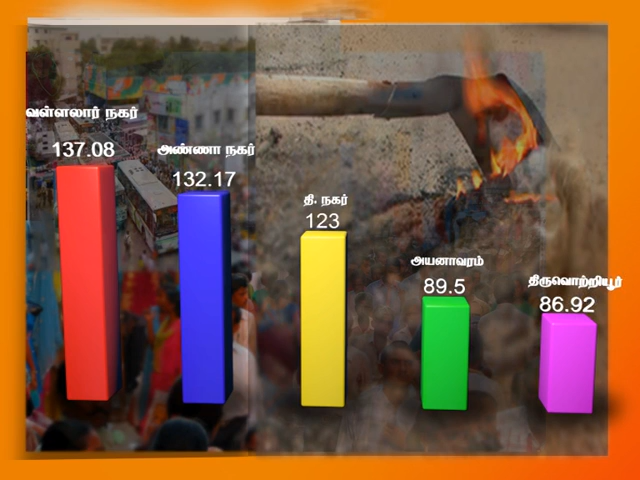 வள்ளலார் நகர்
137.08
அண்ணா நகர்
132.17
தி. நகர்
123
அயனாவரம்
89.5
திருவொற்றியூர்
86.92